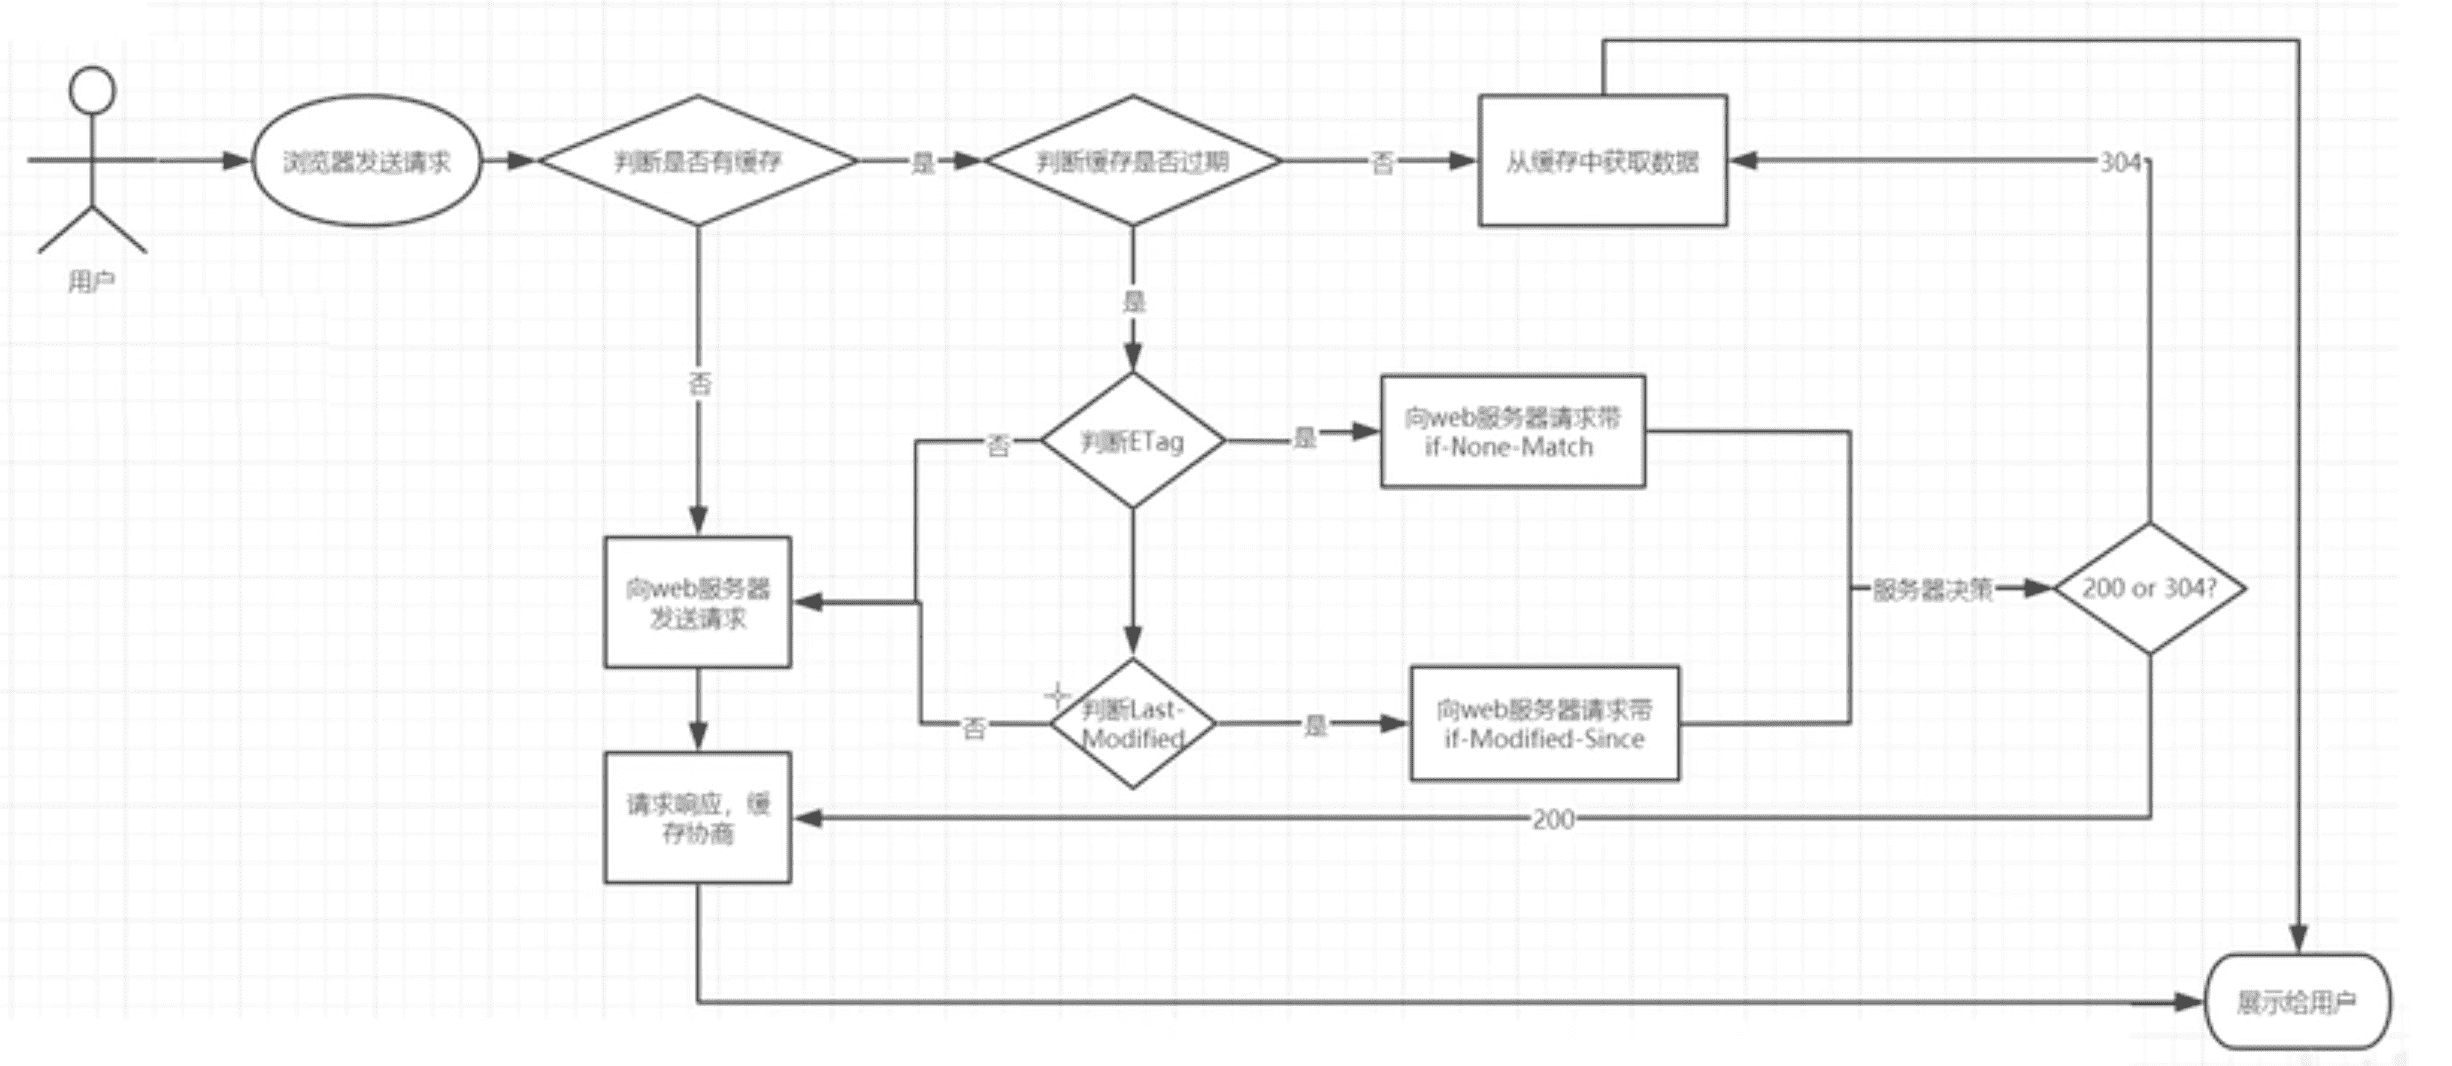 浏览器发送请求
判断是否有缓存
是
判断缓存是否过期
否
从缓存中获取数据
304
用户
是
否
判断ETag
否
是
向web服务器请求带
if-None-Match
向web服务器
发送请求
服务器决策
200 or 304?
判断Last-
Modified
否
是
向web服务器请求带
if-Modified-Since
请求响应，缓
存协商
200
展示给用户